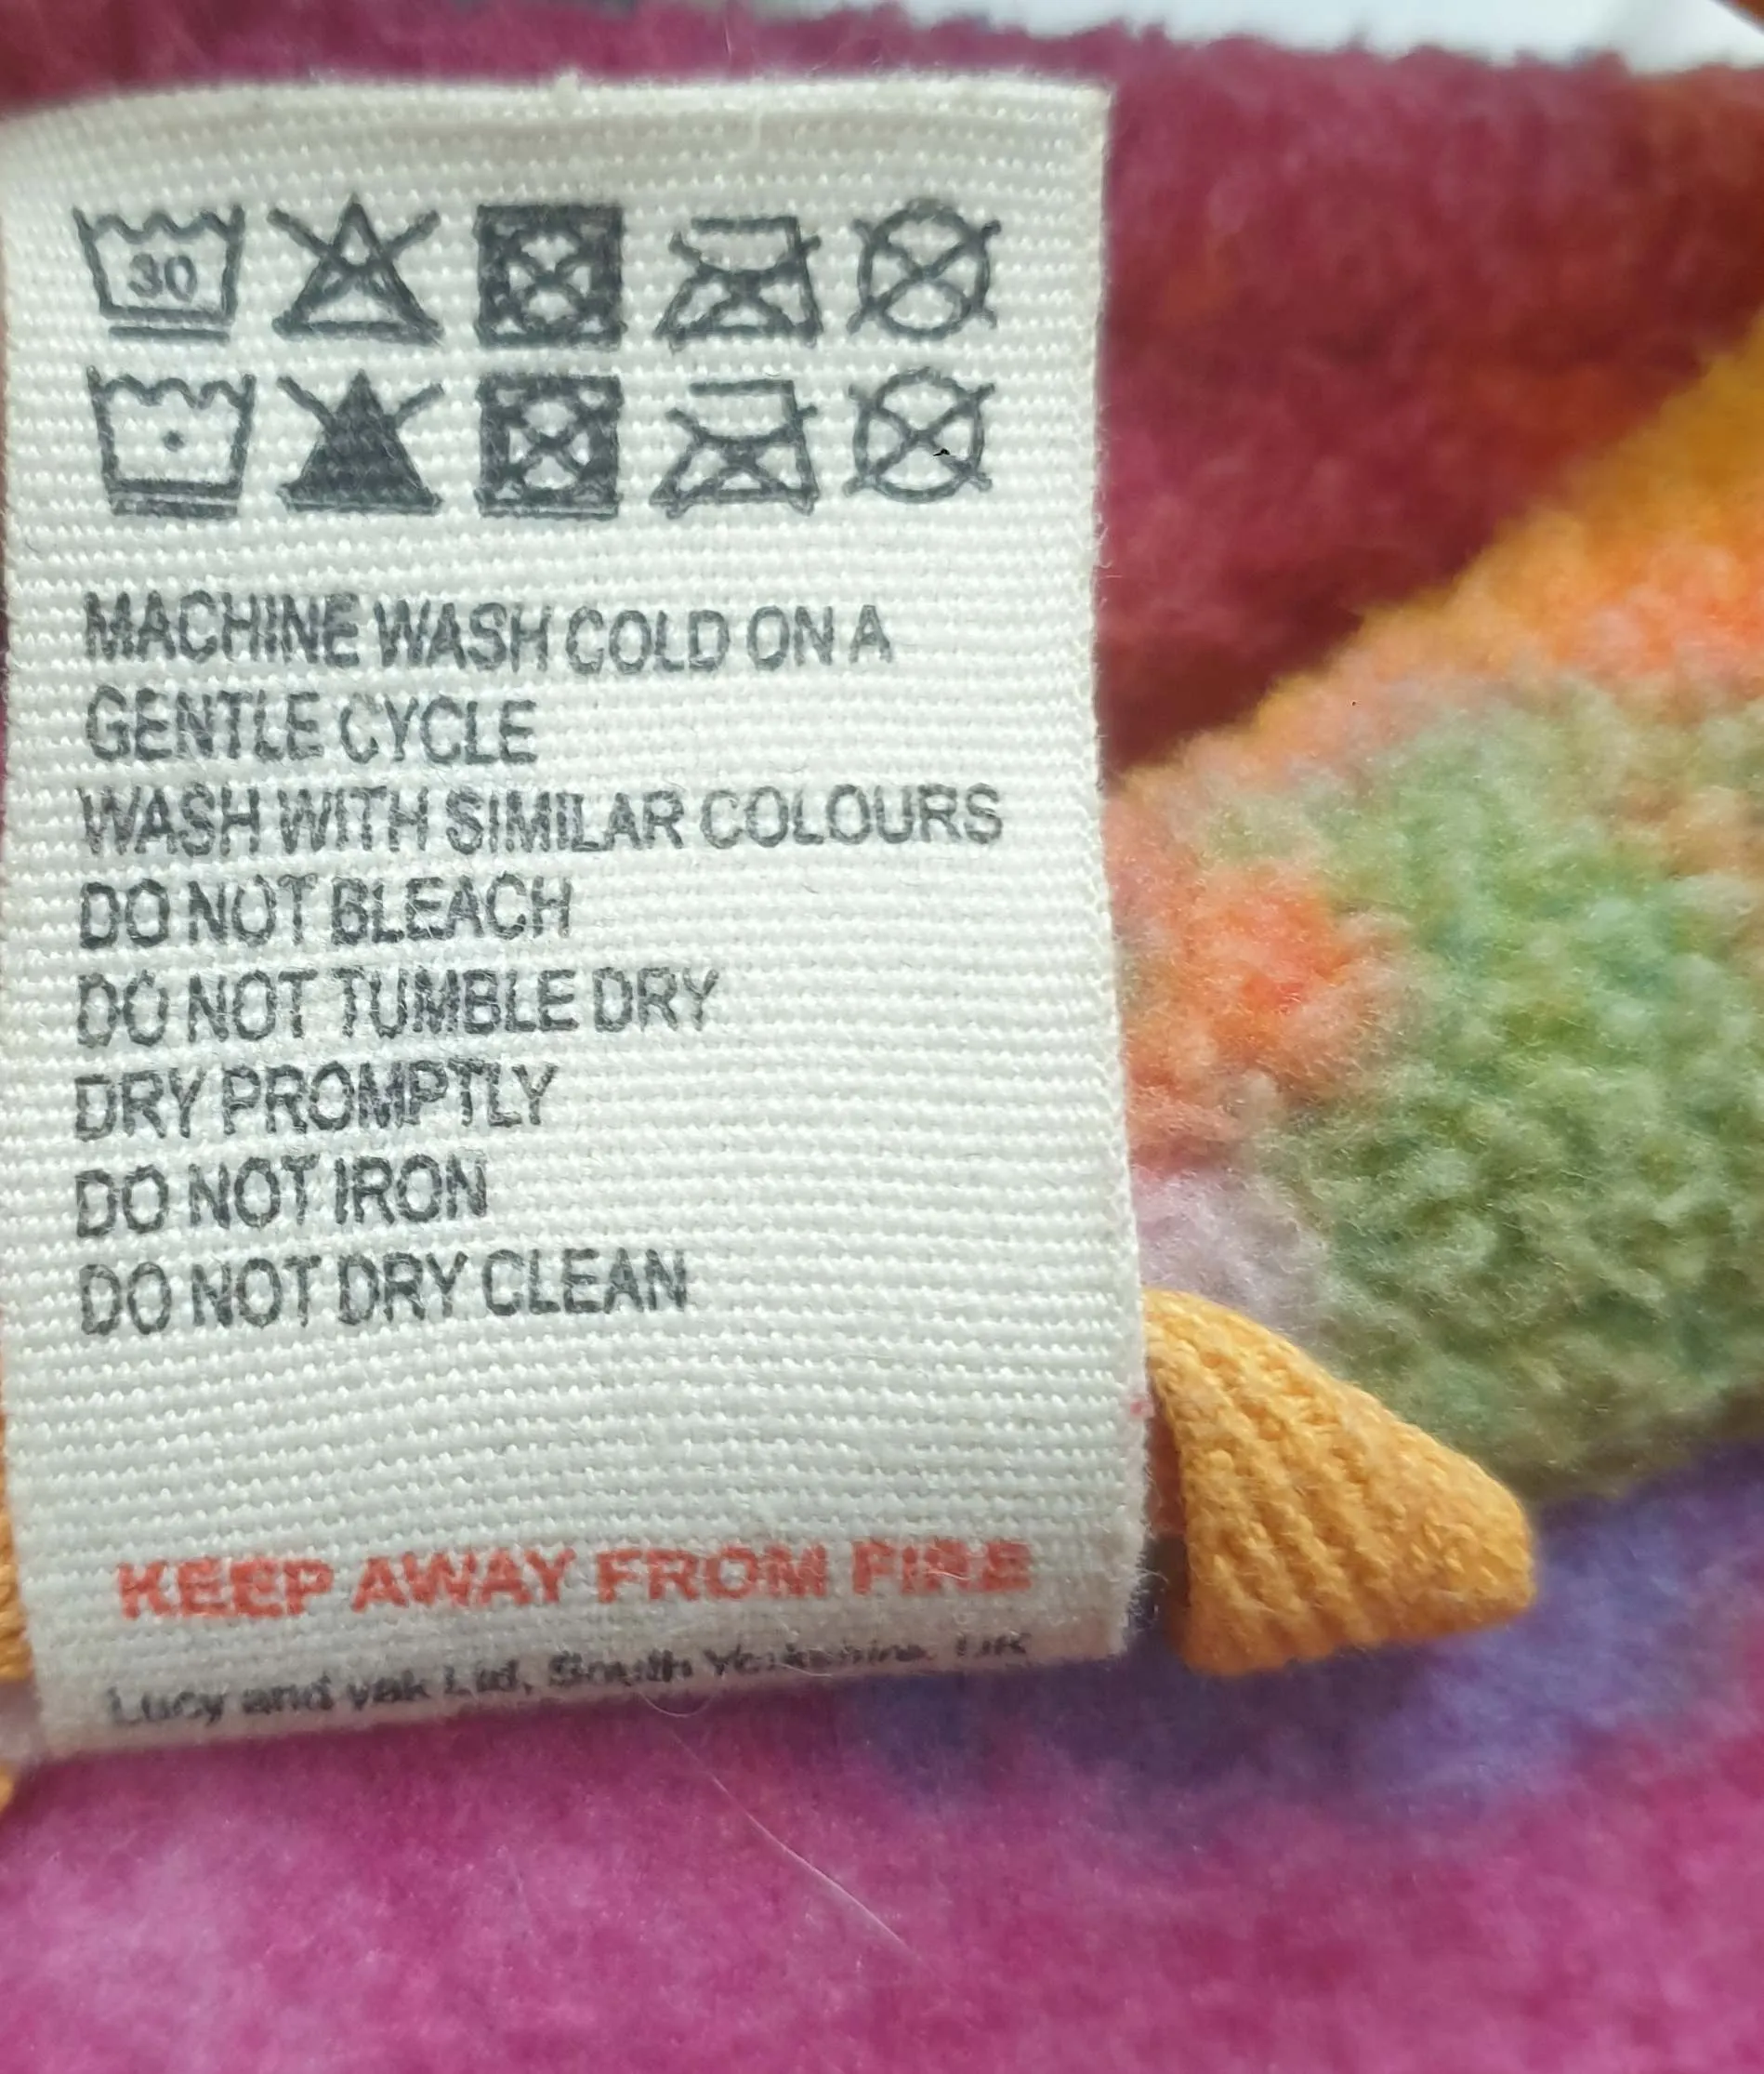 30
MACHINE WASH COLD ON A
GENTLE CYCLE
WASH WITH SIMILAR COLOURS
DO NOT BLEACH
DO NOT TUMBLE DRY
DRY PROMPTLY
DO NOT IRON
DO NOT DRY CLEAN
KEEP AWAY FROM FIRE
Lucy and yak Ltd, South Yorkshire, UK